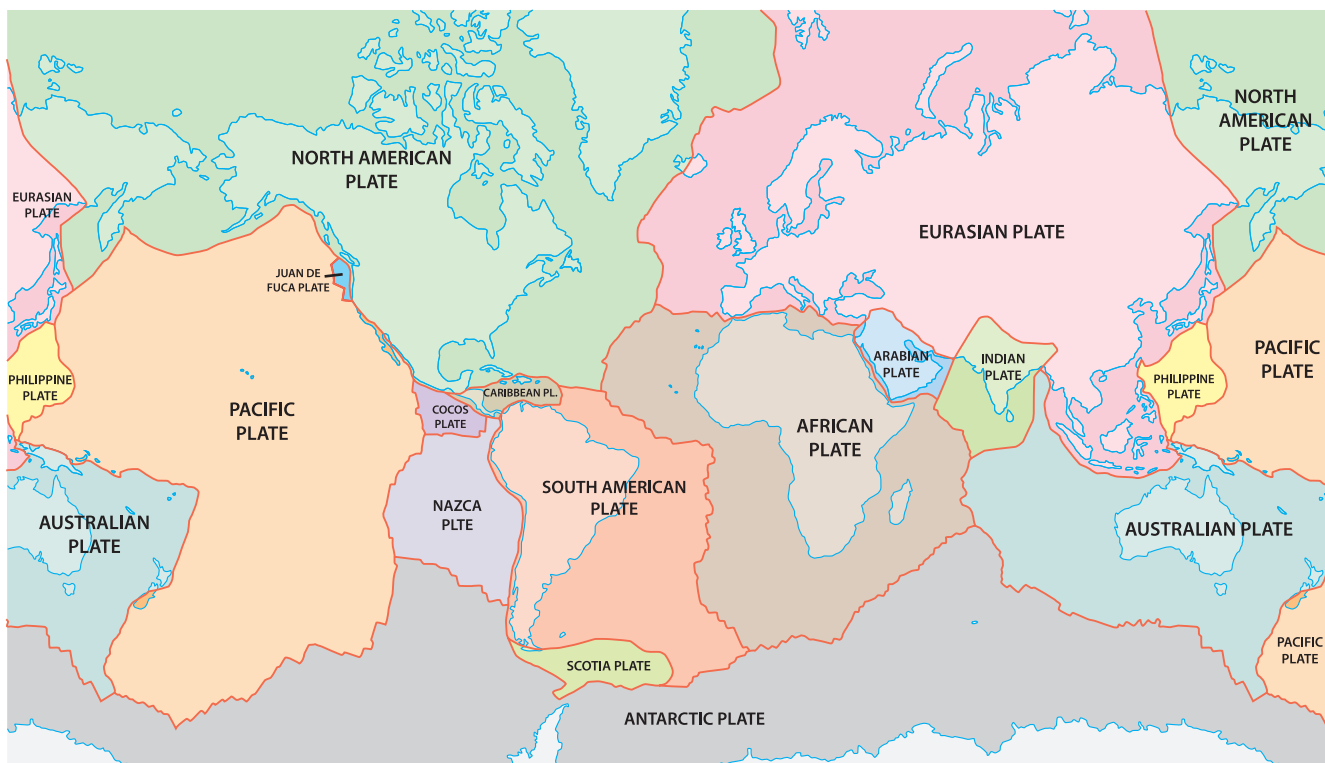 NORTH AMERICAN
PLATE
NORTH
AMERICAN
PLATE
EURASIAN
PLATE
EURASIAN PLATE
JUAN DE
FUCA PLATE
PHILIPPINE
PLATE
PACIFIC
PLATE
COCOS
PLATE
CARIBBEAN PL.
ARABIAN
PLATE
INDIAN
PLATE
PHILIPPINE
PLATE
PACIFIC
PLATE
AFRICAN
PLATE
AUSTRALIAN
PLATE
NAZCA
PLTE
SOUTH AMERICAN
PLATE
AUSTRALIAN PLATE
SCOTIA PLATE
PACIFIC
PLATE
ANTARCTIC PLATE